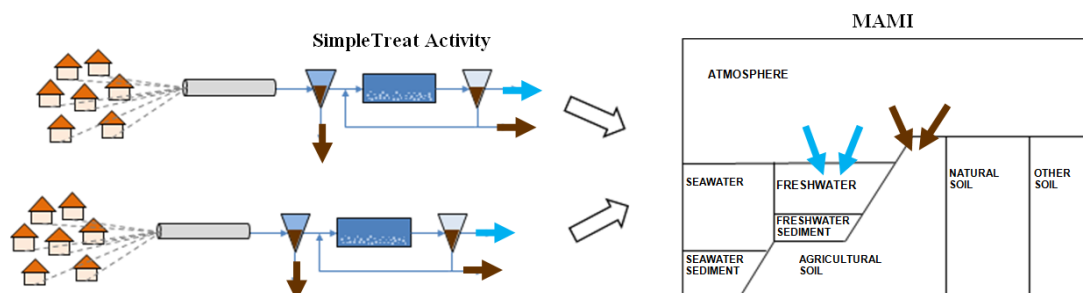 SimpleTreat Activity
MAMI
ATMOSPHERE
SEAWATER
FRESHWATER
NATURAL
SOIL
OTHER
SOIL
FRESHWATER
SEDIMENT
SEAWATER
SEDIMENT
AGRICULTURAL
SOIL